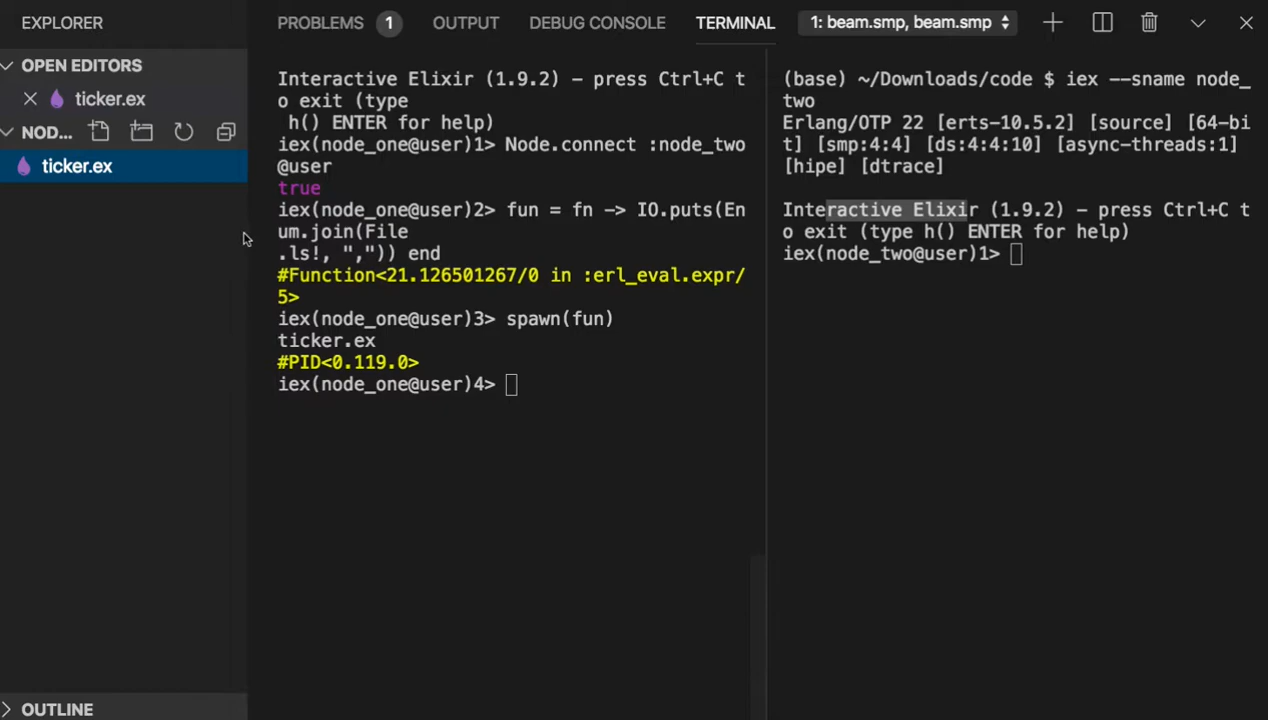 EXPLORER
OPEN EDITORS
ticker.ex
NOD...
ticker.ex
OUTLINE
PROBLEMS 1 OUTPUT DEBUG CONSOLE TERMINAL 1: beam.smp, beam.smp
Interactive Elixir (1.9.2) - press Ctrl+C t
o exit (type
h() ENTER for help)
iex(node_one@user)1> Node.connect :node_two
@user
true
iex(node_one@user)2> fun = fn -> IO.puts(En
um.join(File
.ls!, ",")) end
#Function<21.126501267/0 in :erl_eval.expr/
5>
iex(node_one@user)3> spawn(fun)
ticker.ex
#PID<0.119.0>
iex(node_one@user)4>
(base) ~/Downloads/code $ iex --sname node_
two
Erlang/OTP 22 [erts-10.5.2] [source] [64-bi
t] [smp:4:4] [ds:4:4:10] [async-threads:1]
[hipe] [dtrace]
Interactive Elixir (1.9.2) - press Ctrl+C t
o exit (type h() ENTER for help)
iex(node_two@user)1>